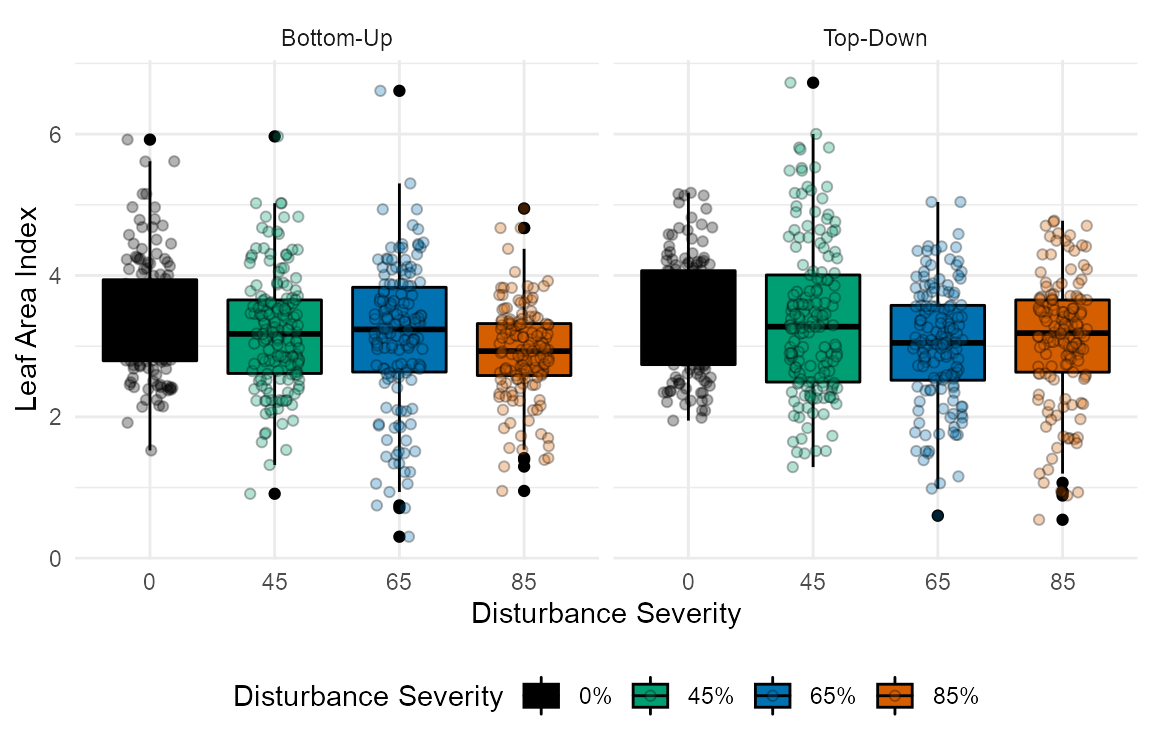 Bottom-Up Top-Down
Leaf Area Index
6
4
2
0
0 45 65 85 0 45 65 85
Disturbance Severity
Disturbance Severity 0% 45% 65% 85%